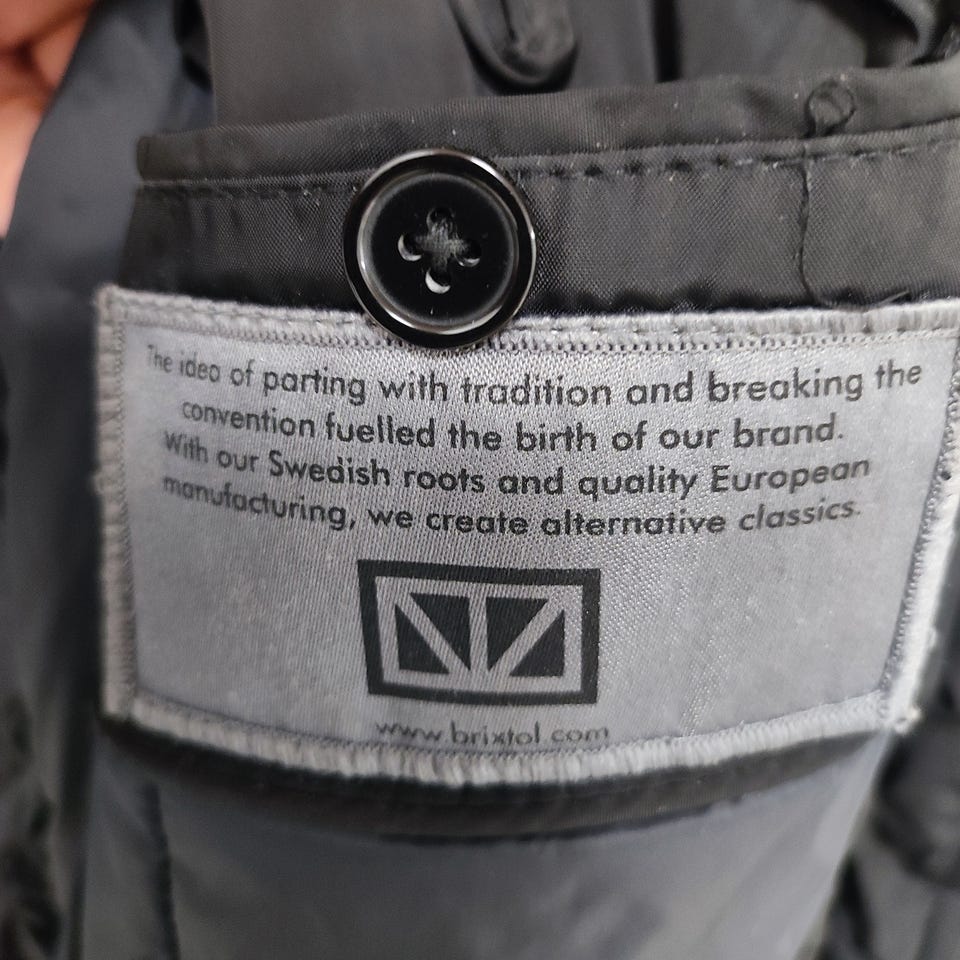 The idea of parting with tradition and breaking the
convention fuelled the birth of our brand.
With our Swedish roots and quality European
manufacturing, we create alternative classics.
www.brixtol.com